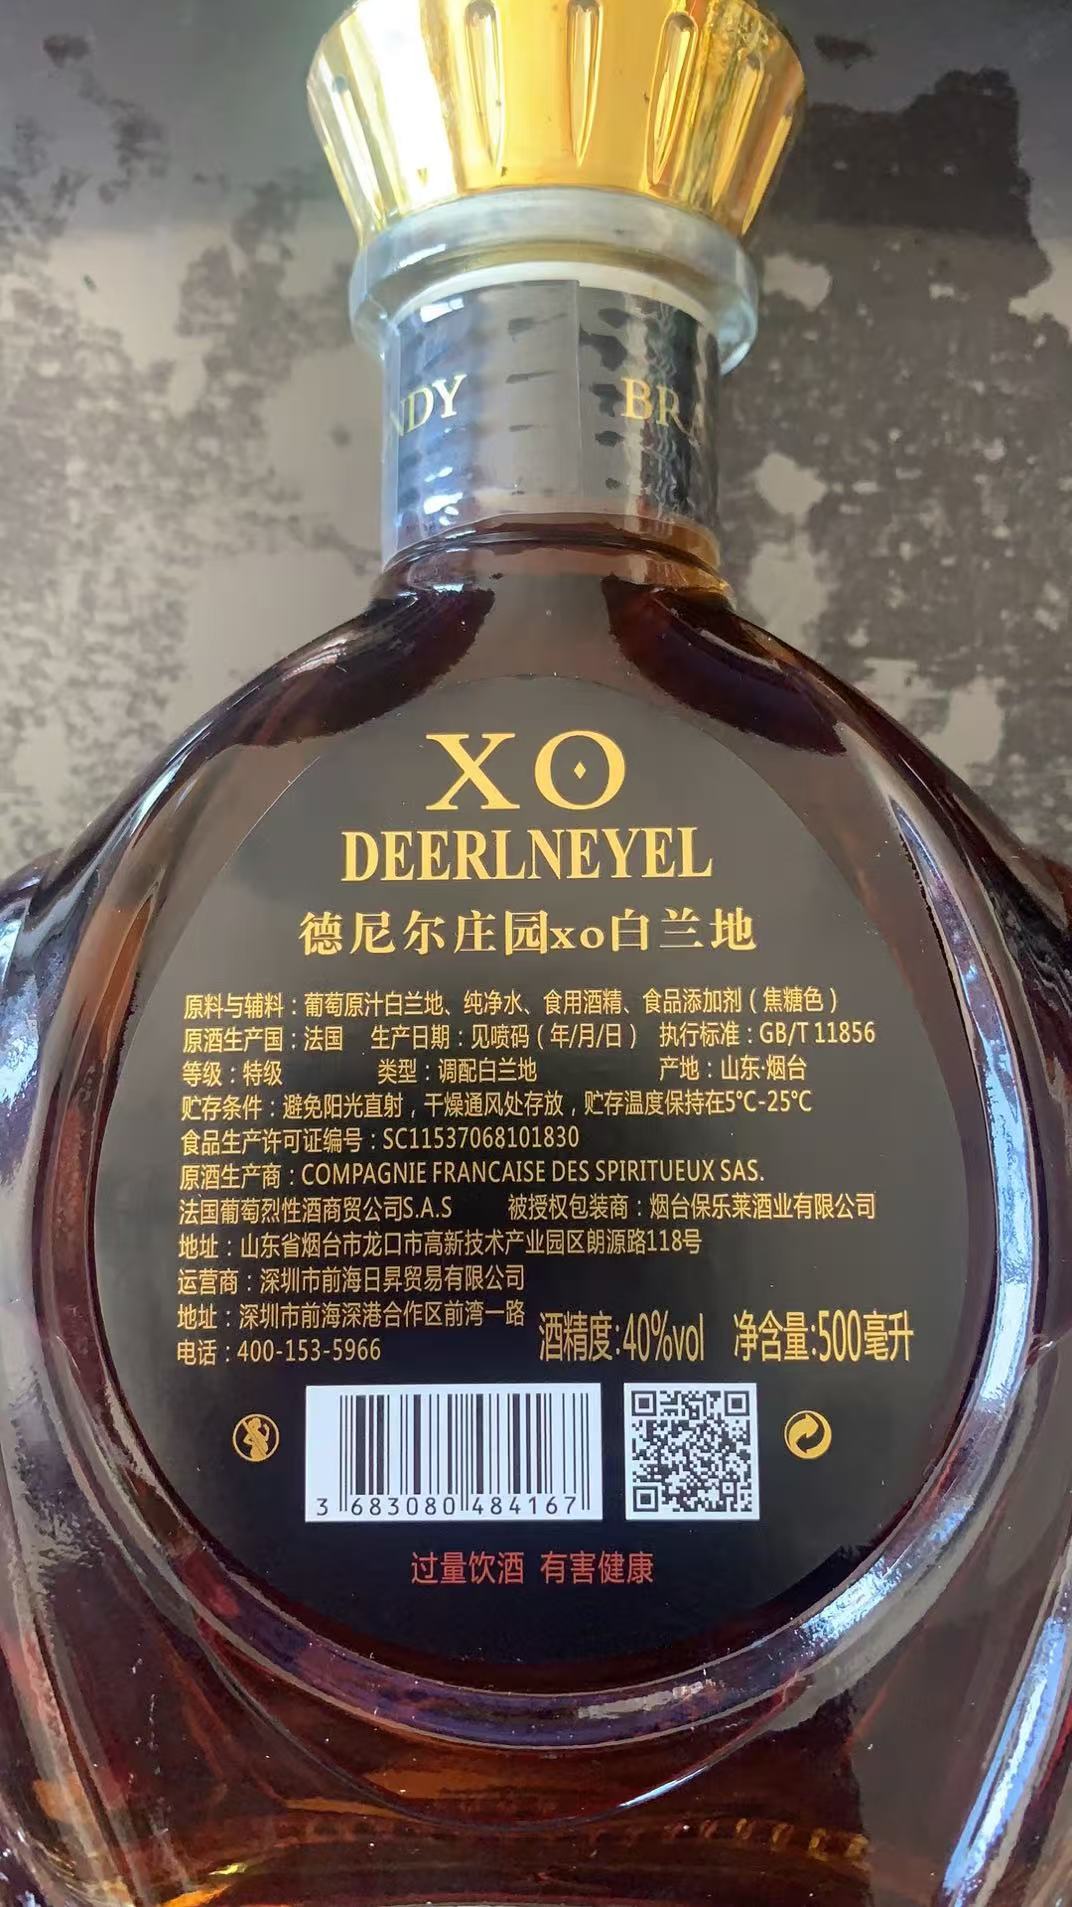 NDY BRA
XO
DEERLNEYEL
德尼尔庄园xo白兰地
原料与辅料：葡萄原汁白兰地、纯净水、食用酒精、食品添加剂（焦糖色）
原酒生产国：法国 生产日期：见喷码（年/月/日） 执行标准：GB/T 11856
等级：特级 类型：调配白兰地 产地：山东·烟台
贮存条件：避免阳光直射，干燥通风处存放，贮存温度保持在5°C-25°C
食品生产许可证编号：SC11537068101830
原酒生产商：COMPAGNIE FRANCAISE DES SPIRITUEUX SAS.
法国葡萄烈性酒商贸公司S.A.S 被授权包装商：烟台保乐莱酒业有限公司
地址：山东省烟台市龙口市高新技术产业园区朗源路118号
运营商：深圳市前海日昇贸易有限公司
地址：深圳市前海深港合作区前湾一路
电话：400-153-5966
酒精度:40%vol 净含量:500毫升
3 683080 484167
过量饮酒 有害健康